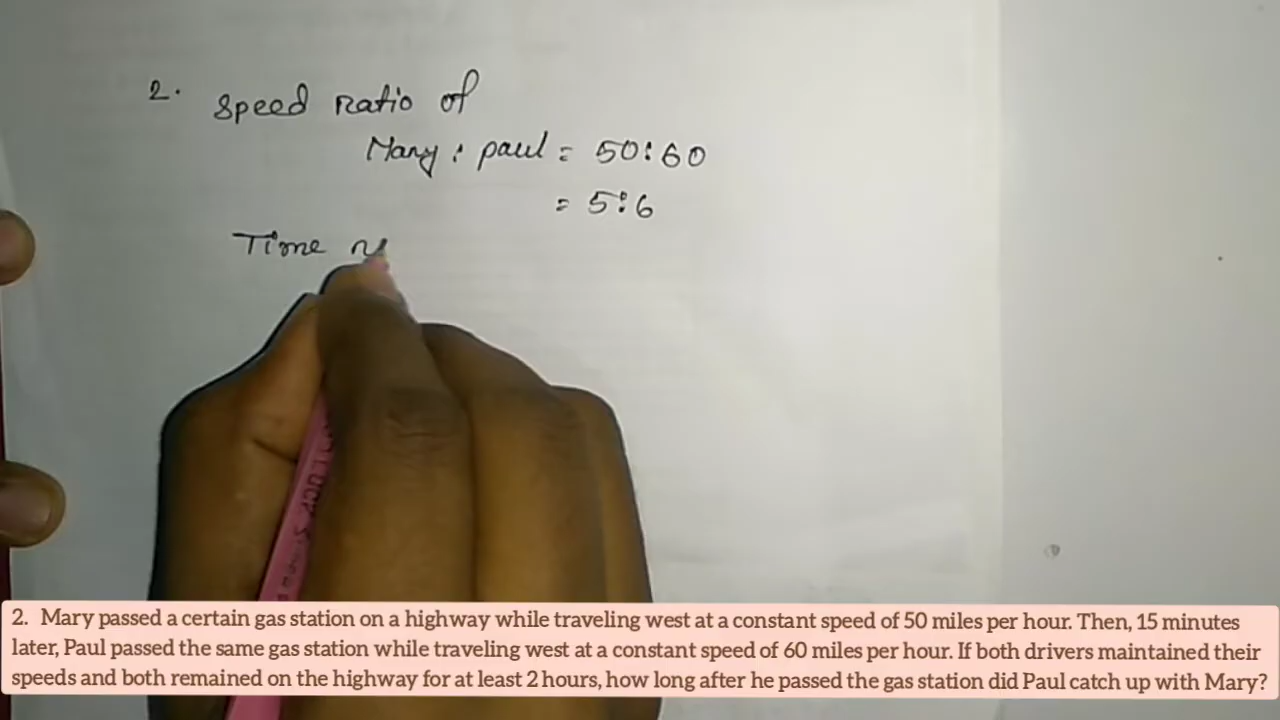 2. Speed ratio of
Mary : paul = 50:60
= 5:6
Time
2. Mary passed a certain gas station on a highway while traveling west at a constant speed of 50 miles per hour. Then, 15 minutes
later, Paul passed the same gas station while traveling west at a constant speed of 60 miles per hour. If both drivers maintained their
speeds and both remained on the highway for at least 2 hours, how long after he passed the gas station did Paul catch up with Mary?